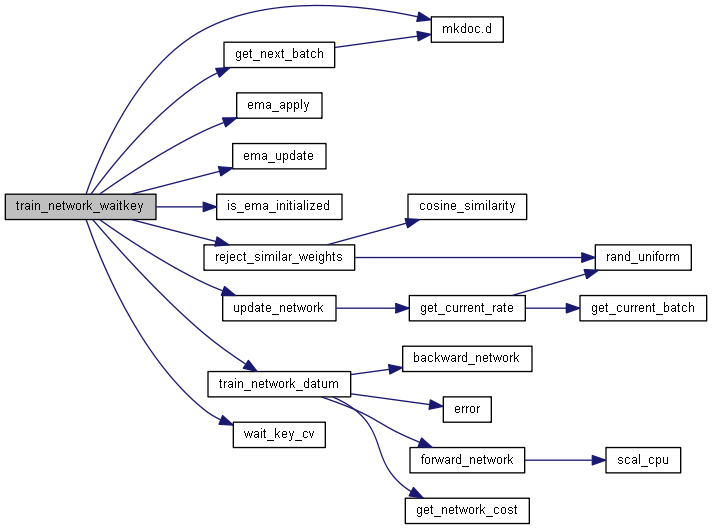 mkdoc.d
get_next_batch
ema_apply
ema_update
train_network_waitkey
is_ema_initialized
cosine_similarity
reject_similar_weights
rand_uniform
update_network
get_current_rate
get_current_batch
backward_network
train_network_datum
error
wait_key_cv
forward_network
scal_cpu
get_network_cost